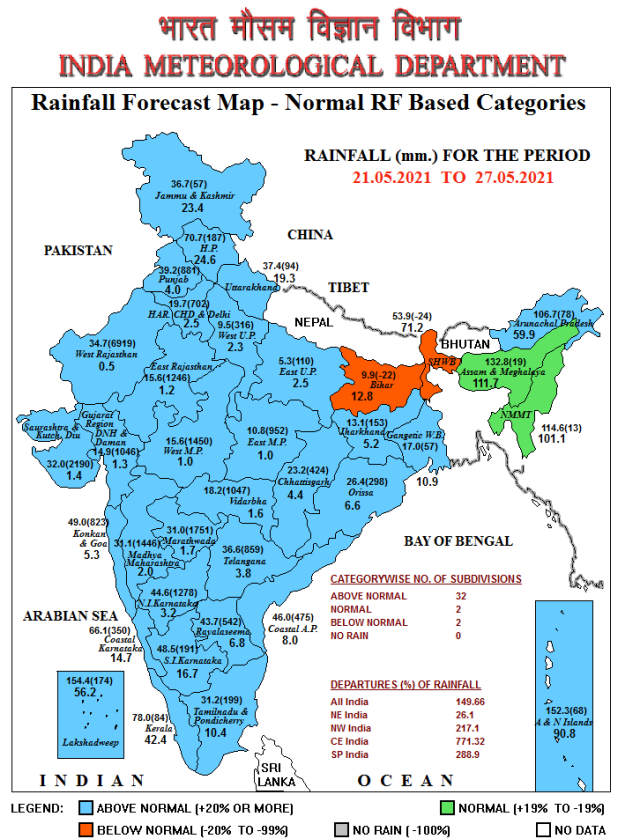 भारत मौसम विज्ञान विभाग
INDIA METEOROLOGICAL DEPARTMENT
Rainfall Forecast Map - Normal RF Based Categories
RAINFALL (mm.) FOR THE PERIOD
21.05.2021 TO 27.05.2021
36.7(57)
Jammu & Kashmir
23.4
CHINA
70.7(187)
H.P.
24.6
PAKISTAN
39.2(881)
Punjab
4.0
37.4(94)
19.3
Uttarakhand
TIBET
19.7(702)
HAR. CHD & Delhi
2.5
9.5(316)
West U.P.
2.3
NEPAL
53.9(-24)
71.2
BHUTAN
106.7(78)
Arunachal Pradesh
59.9
34.7(6919)
West Rajasthan
0.5
East Rajasthan
15.6(1246)
1.2
5.3(110)
East U.P.
2.5
9.9(-22)
Bihar
12.8
SHWB
132.8(19)
Assam & Meghalaya
111.7
NMMT
114.6(13)
101.1
Saurashtra &
Kutch, Diu
32.0(2190)
1.4
Gujarat
Region
DNH &
Daman
14.9(1046)
1.3
15.6(1450)
West M.P.
1.0
10.8(952)
East M.P.
1.0
13.1(153)
Jharkhand
5.2
Gangetic W.B.
17.0(57)
10.9
23.2(424)
Chhattisgarh
4.4
26.4(298)
Orissa
6.6
18.2(1047)
Vidarbha
1.6
49.0(823)
Konkan
& Goa
5.3
31.1(1446)
Madhya
Maharashtra
2.0
31.0(1751)
Marathwada
1.7
36.6(859)
Telangana
3.8
BAY OF BENGAL
44.6(1278)
N.I.Karnataka
3.2
43.7(542)
Rayalaseema
6.8
46.0(475)
Coastal A.P.
8.0
ARABIAN SEA
66.1(350)
Coastal
Karnataka
14.7
48.5(191)
S.I.Karnataka
16.7
154.4(174)
56.2
Lakshadweep
78.0(84)
Kerala
42.4
31.2(199)
Tamilnadu &
Pondicherry
10.4
CATEGORYWISE NO. OF SUBDIVISIONS
ABOVE NORMAL 32
NORMAL 2
BELOW NORMAL 2
NO RAIN 0
DEPARTURES (%) OF RAINFALL
All India 149.66
NE India 26.1
NW India 217.1
CE India 771.32
SP India 288.9
152.3(68)
A & N Islands
90.8
SRI
LANKA
INDIAN OCEAN
LEGEND: ABOVE NORMAL (+20% OR MORE) NORMAL (+19% TO -19%)
BELOW NORMAL (-20% TO -99%) NO RAIN ( -100%) NO DATA